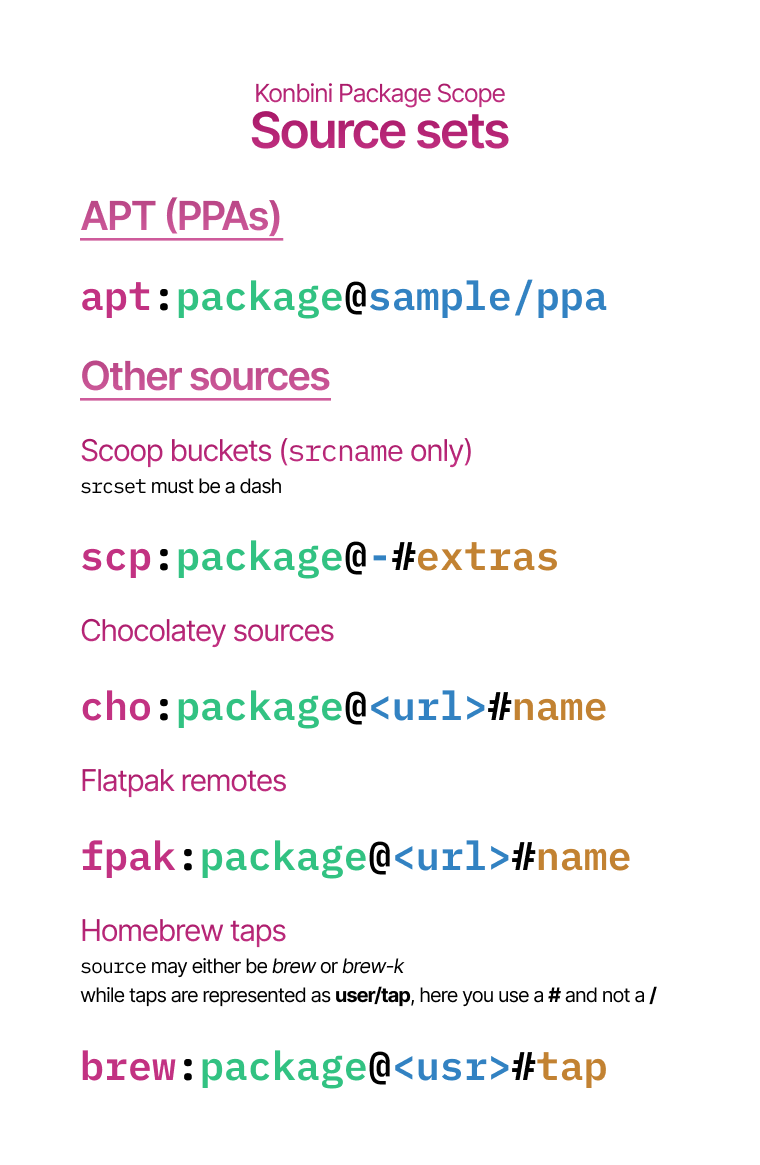 Konbini Package Scope
Source sets
APT (PPAs)
apt:package@sample/ppa
Other sources
Scoop buckets (srcname only)
srcset must be a dash
scp:package@-#extras
Chocolatey sources
cho:package@<url>#name
Flatpak remotes
fpak:package@<url>#name
Homebrew taps
source may either be brew or brew-k
while taps are represented as user/tap, here you use a # and not a /
brew:package@<usr>#tap